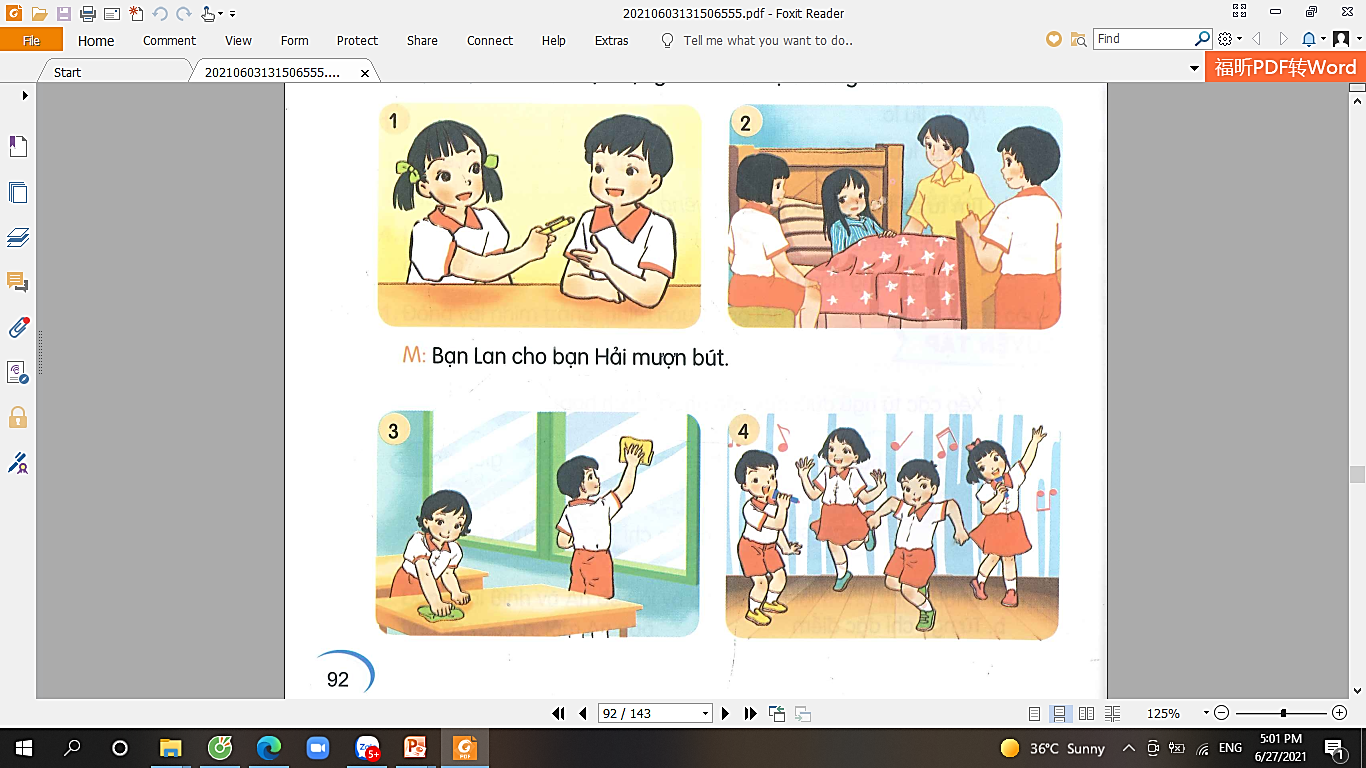 20210603131506555.pdf - Foxit Reader
File Home Comment View Form Protect Share Connect Help Extras Tell me what you want to do.. Find
Start 20210603131506555.... × 福昕PDF转Word
1
2
M: Bạn Lan cho bạn Hải mượn bút.
3
4
92
92 / 143 125%
36°C Sunny ENG 5:01 PM
6/27/2021
5+
1